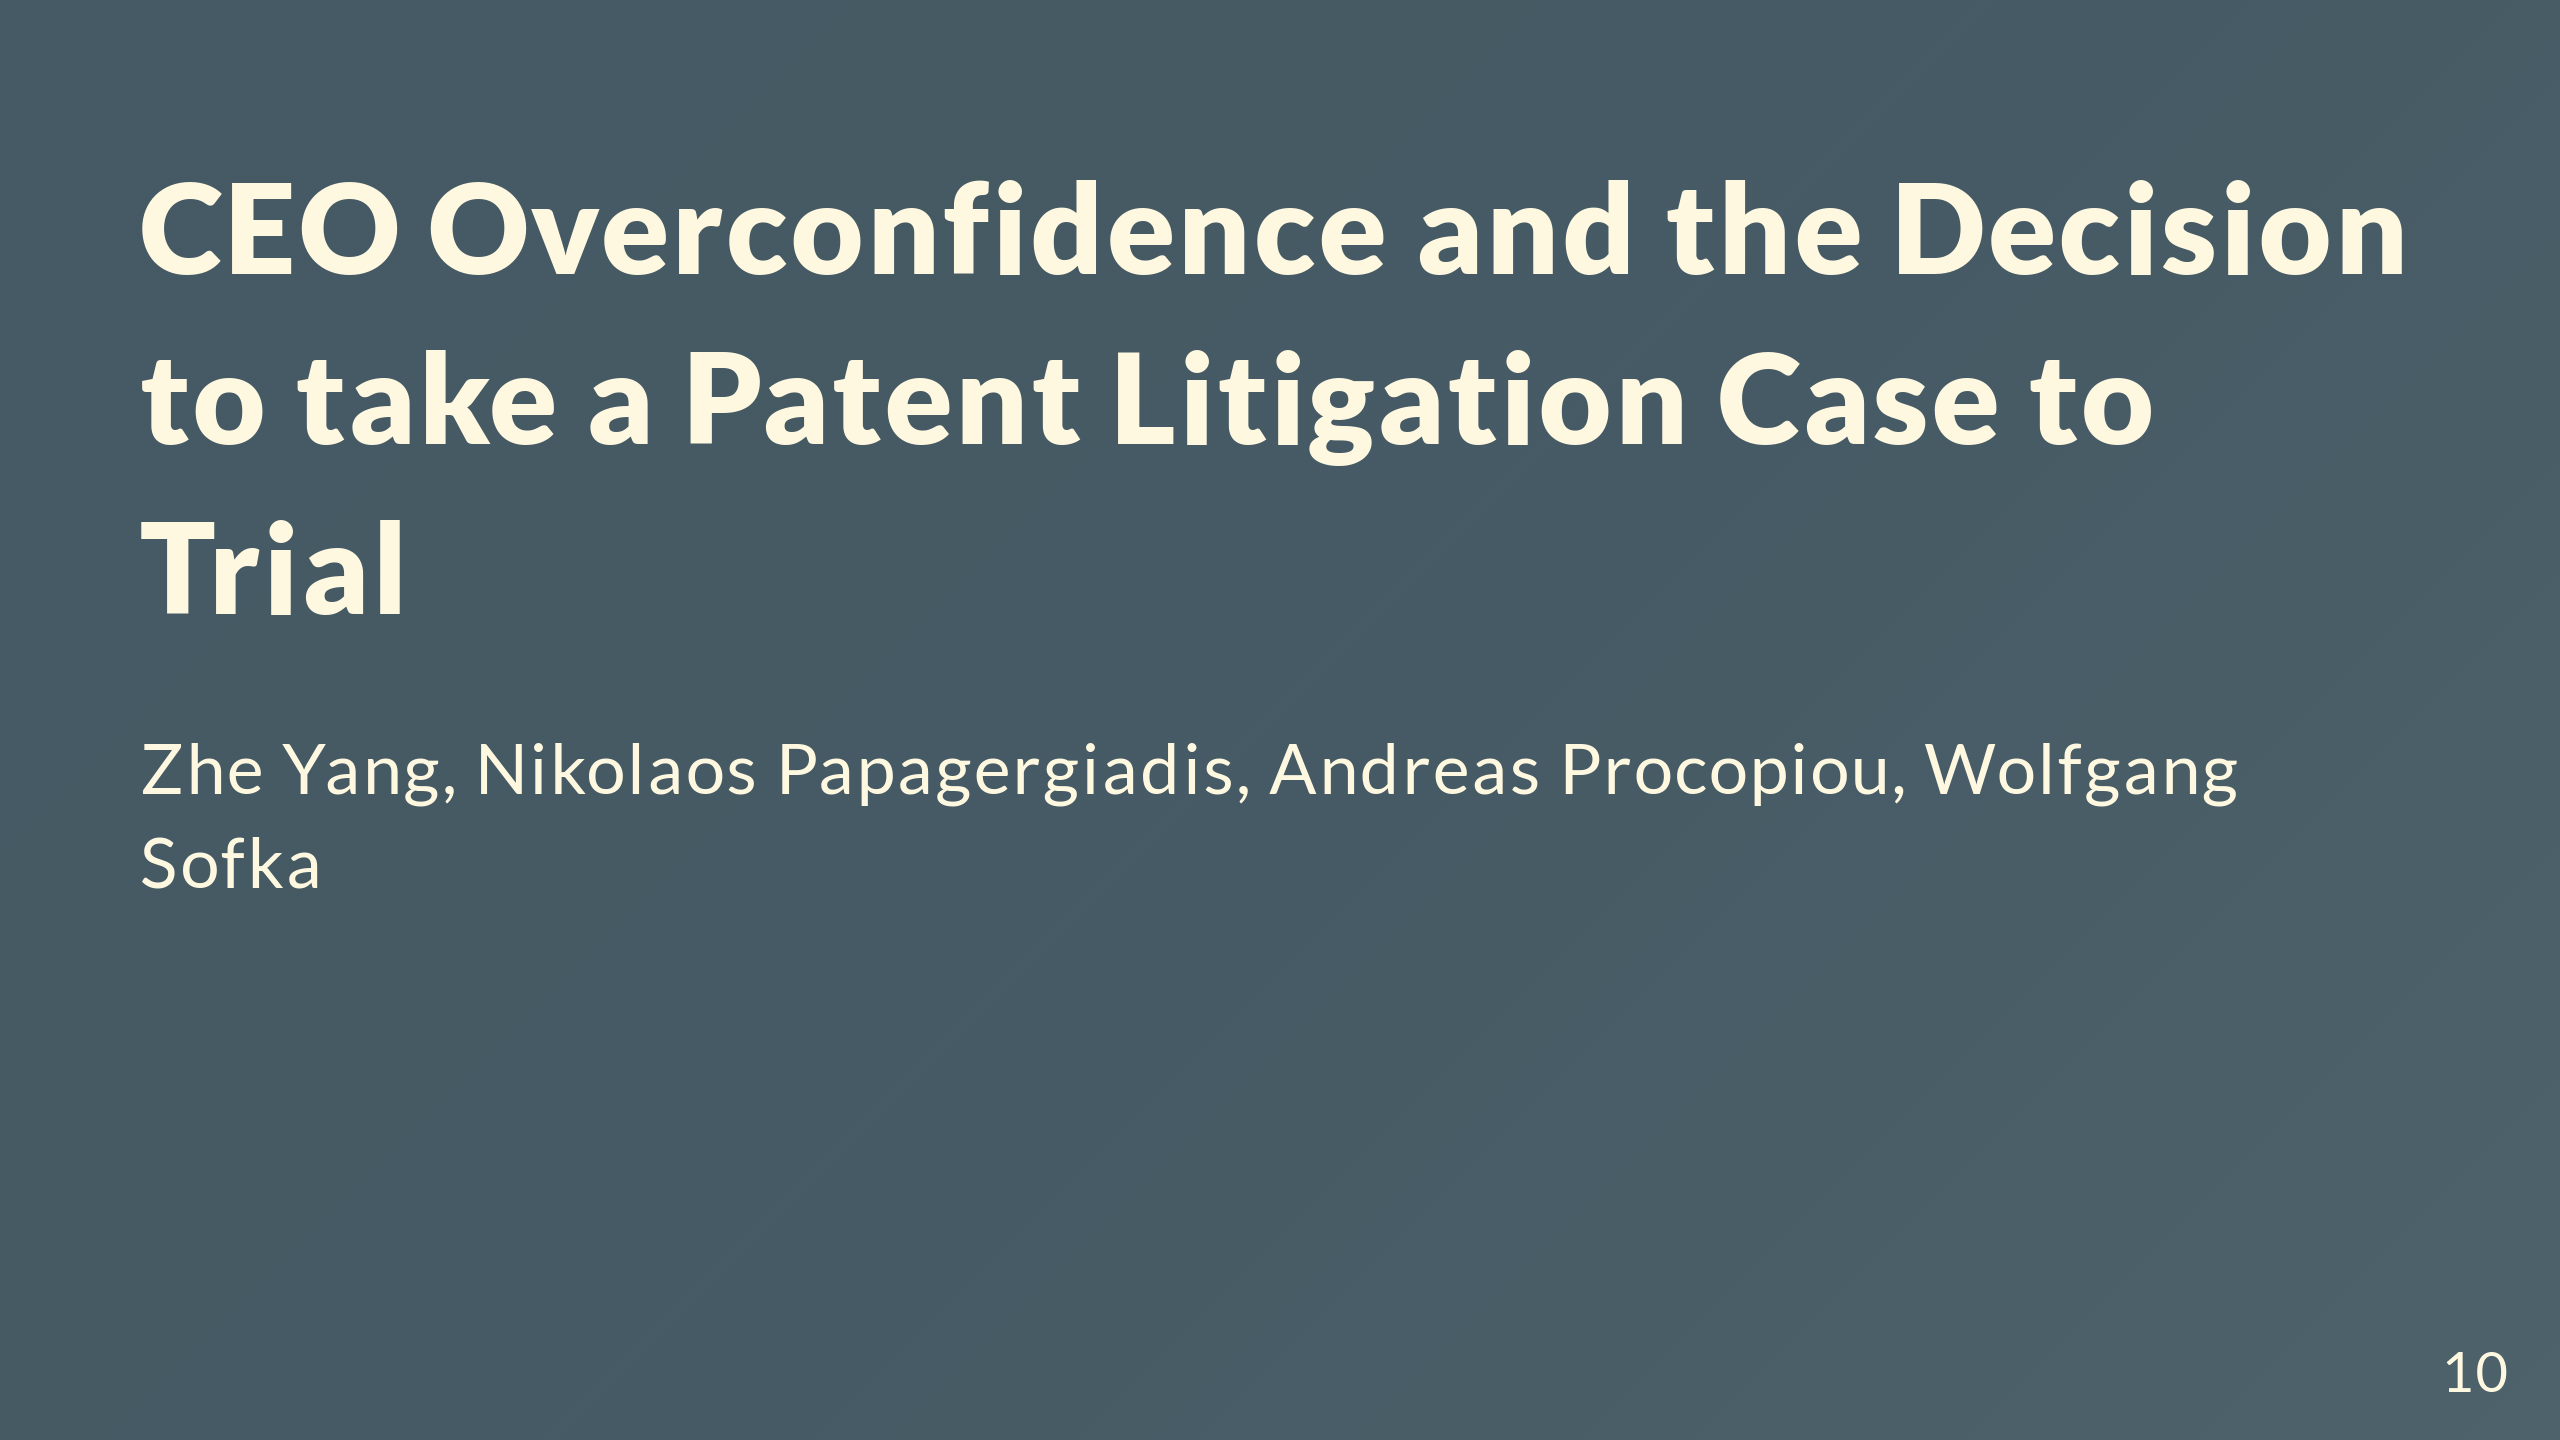 CEO Overconfidence and the Decision
to take a Patent Litigation Case to
Trial
Zhe Yang, Nikolaos Papagergiadis, Andreas Procopiou, Wolfgang
Sofka
10